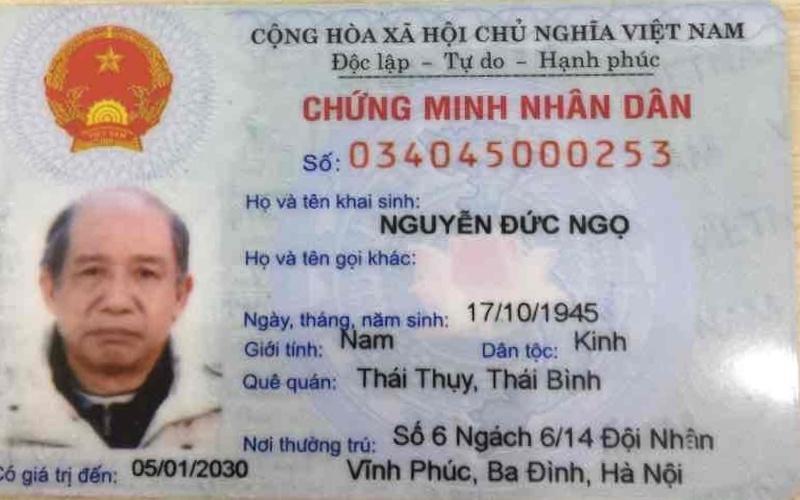 CỘNG HÒA XÃ HỘI CHỦ NGHĨA VIỆT NAM
Độc lập - Tự do - Hạnh phúc
CHỨNG MINH NHÂN DÂN
Số: 034045000253
Họ và tên khai sinh:
NGUYỄN ĐỨC NGỌ
Họ và tên gọi khác:
Ngày, tháng, năm sinh: 17/10/1945
Giới tính: Nam Dân tộc: Kinh
Quê quán: Thái Thụy, Thái Bình
Nơi thường trú: Số 6 Ngách 6/14 Đội Nhân
Vĩnh Phúc, Ba Đình, Hà Nội
Có giá trị đến: 05/01/2030